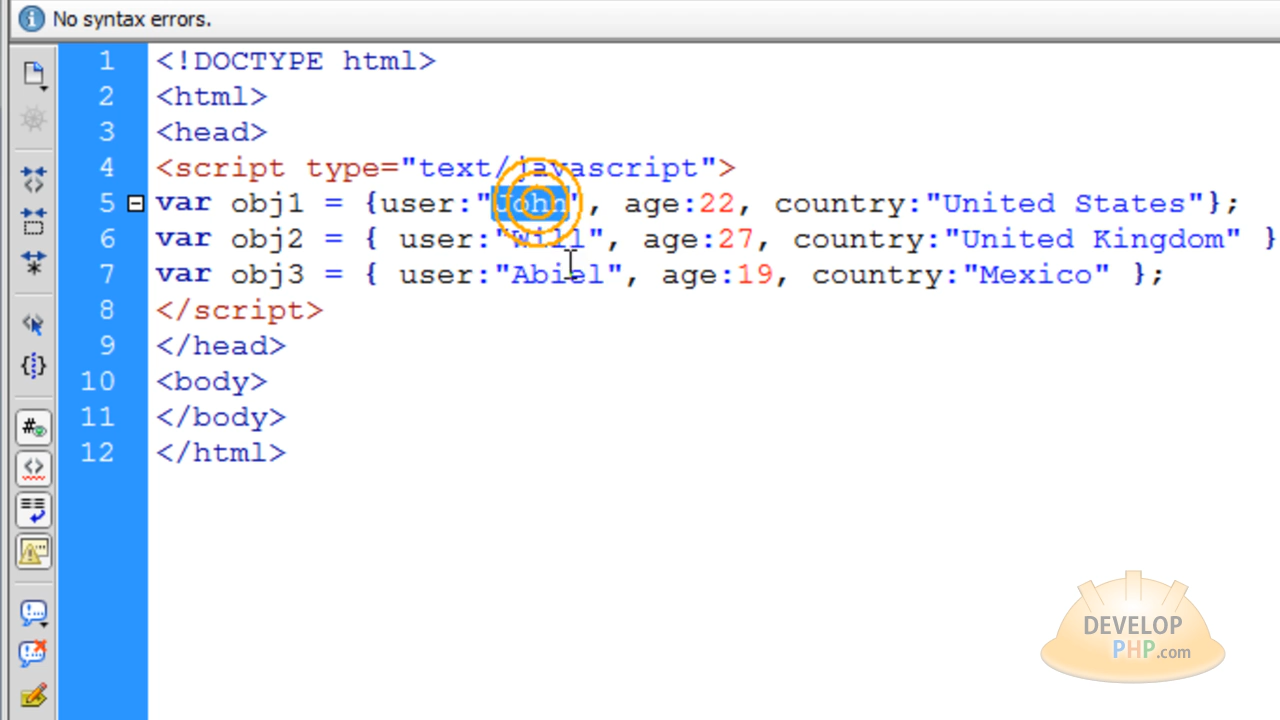 No syntax errors.
1 <!DOCTYPE html>
2 <html>
3 <head>
4 <script type="text/javascript">
5 var obj1 = {user:"John", age:22, country:"United States"};
6 var obj2 = { user:"Will", age:27, country:"United Kingdom" }
7 var obj3 = { user:"Abiel", age:19, country:"Mexico" };
8 </script>
9 </head>
10 <body>
11 </body>
12 </html>
DEVELOP
PHP.com